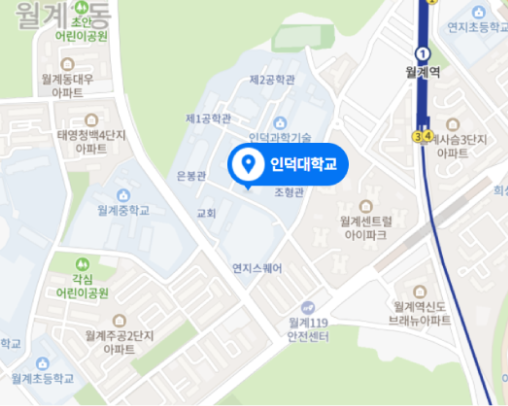 월계2동
초안
어린이공원
연지초등학교
1
월계역
월계동대우
아파트
제2공학관
제1공학관
태영청백4단지
아파트
인덕과학기술
3 4
월계사슴3단지
아파트
인덕대학교
은봉관
조형관
월계중학교
교회
월계센트럴
아이파크
연지스퀘어
각심
어린이공원
월계119
안전센터
월계역신도
브래뉴아파트
월계주공2단지
아파트
학교
월계초등학교